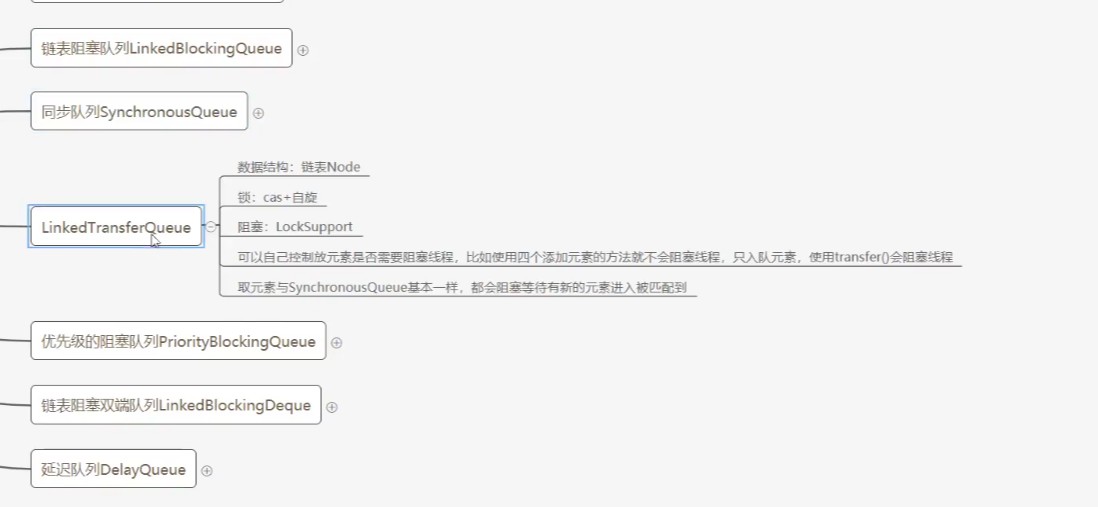 链表阻塞队列LinkedBlockingQueue
同步队列SynchronousQueue
LinkedTransferQueue
数据结构：链表Node
锁：cas+自旋
阻塞：LockSupport
可以自己控制放元素是否需要阻塞线程，比如使用四个添加元素的方法就不会阻塞线程，只入队元素，使用transfer()会阻塞线程
取元素与SynchronousQueue基本一样，都会阻塞等待有新的元素进入被匹配到
优先级的阻塞队列PriorityBlockingQueue
链表阻塞双端队列LinkedBlockingDeque
延迟队列DelayQueue